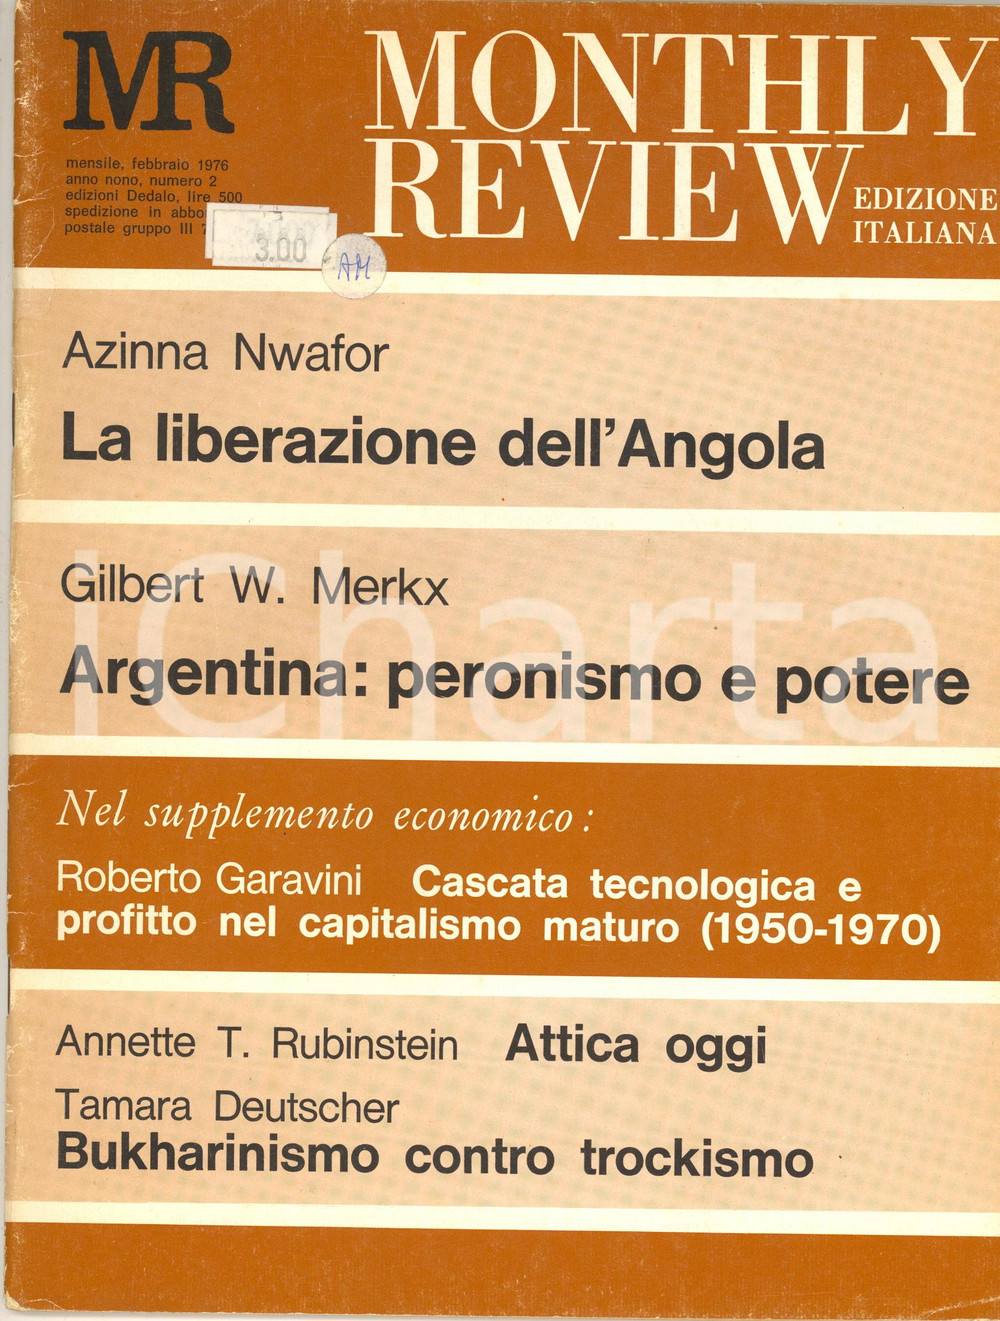 MR
MONTHLY
REVIEW
EDIZIONE
ITALIANA
mensile, febbraio 1976
anno nono, numero 2
edizioni Dedalo, lire 500
spedizione in abbo
postale gruppo III
3.00
AM
Azinna Nwafor
La liberazione dell'Angola
Gilbert W. Merkx
Argentina: peronismo e potere
iCharta
Nel supplemento economico:
Roberto Garavini Cascata tecnologica e
profitto nel capitalismo maturo (1950-1970)
Annette T. Rubinstein Attica oggi
Tamara Deutscher
Bukharinismo contro trockismo